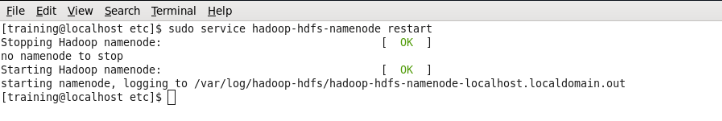 File Edit View Search Terminal Help
[training@localhost etc]$ sudo service hadoop-hdfs-namenode restart
Stopping Hadoop namenode: [ OK ]
no namenode to stop
Starting Hadoop namenode: [ OK ]
starting namenode, logging to /var/log/hadoop-hdfs/hadoop-hdfs-namenode-localhost.localdomain.out
[training@localhost etc]$